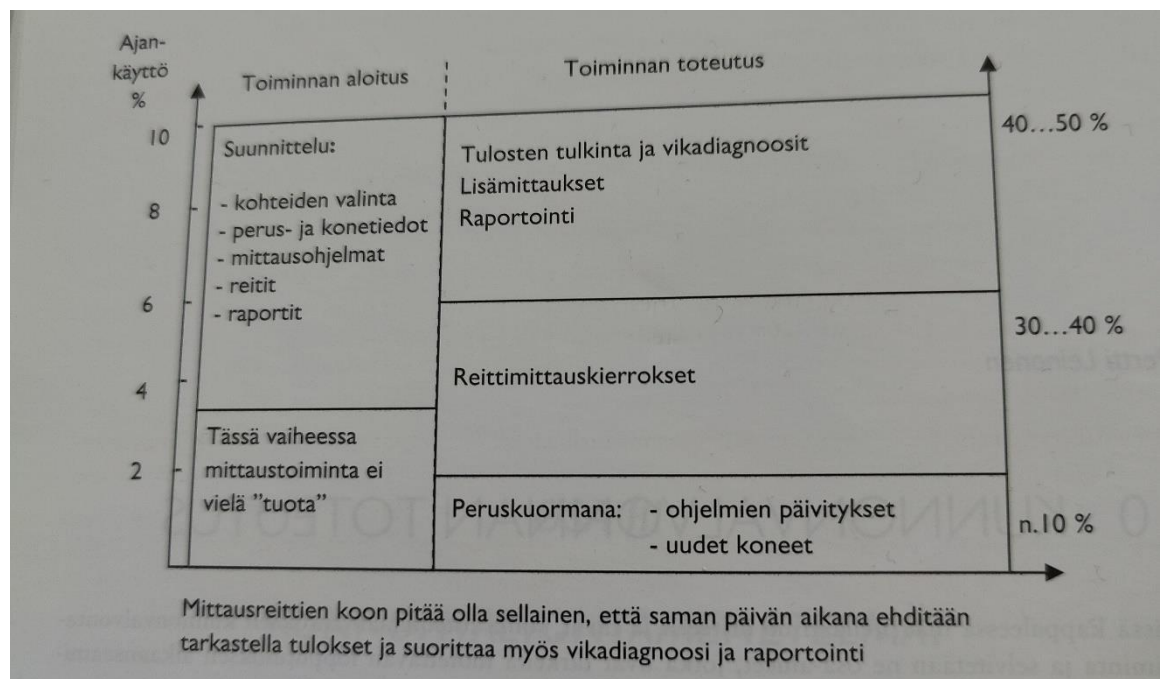 Ajan-
käyttö
%
Toiminnan aloitus
Toiminnan toteutus
10
8
6
4
2
Suunnittelu:
- kohteiden valinta
- perus- ja konetiedot
- mittausohjelmat
- reitit
- raportit
Tässä vaiheessa
mittaustoiminta ei
vielä "tuota"
Tulosten tulkinta ja vikadiagnoosit
Lisämittaukset
Raportointi
40...50 %
Reittimittauskierrokset
30...40 %
Peruskuormana: - ohjelmien päivitykset
- uudet koneet
n.10 %
Mittausreittien koon pitää olla sellainen, että saman päivän aikana ehditään
tarkastella tulokset ja suorittaa myös vikadiagnoosi ja raportointi